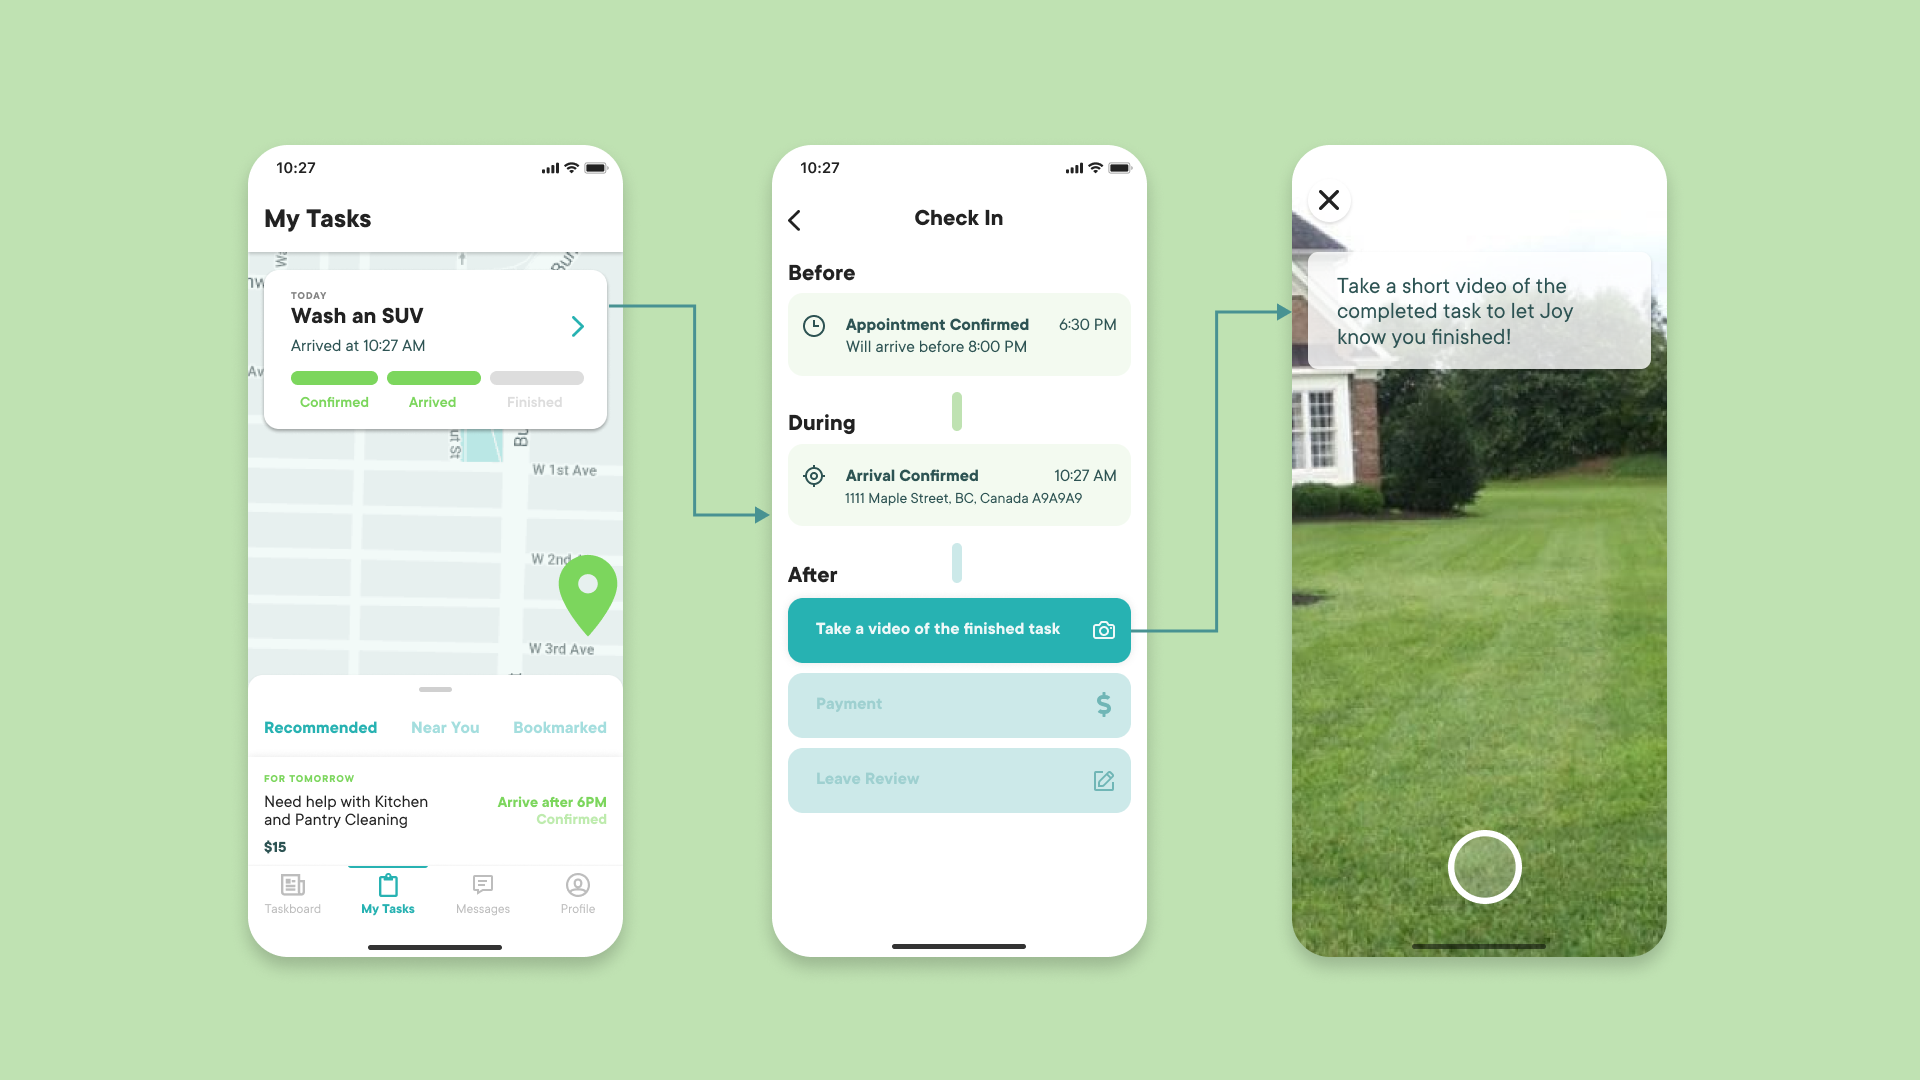 10:27
My Tasks
TODAY
Wash an SUV
Arrived at 10:27 AM
Confirmed
Arrived
Finished
W 1st Ave
W 2nd
W 3rd Ave
Recommended
Near You
Bookmarked
FOR TOMORROW
Need help with Kitchen
and Pantry Cleaning
Arrive after 6PM
Confirmed
$15
Taskboard
My Tasks
Messages
Profile
10:27
Check In
Before
Appointment Confirmed
6:30 PM
Will arrive before 8:00 PM
During
Arrival Confirmed
10:27 AM
1111 Maple Street, BC, Canada A9A9A9
After
Take a video of the finished task
Payment
$
Leave Review
Take a short video of the
completed task to let Joy
know you finished!